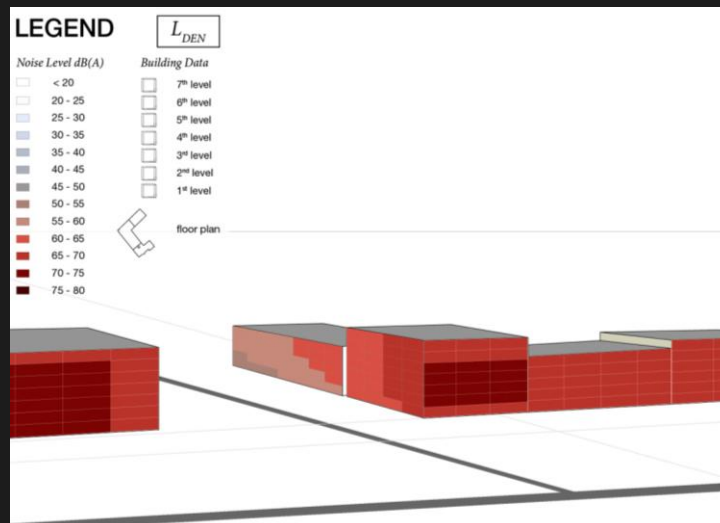 LEGEND
L DEN
Noise Level dB(A)
< 20
20 - 25
25 - 30
30 - 35
35 - 40
40 - 45
45 - 50
50 - 55
55 - 60
60 - 65
65 - 70
70 - 75
75 - 80
Building Data
7th level
6th level
5th level
4th level
3rd level
2nd level
1st level
floor plan